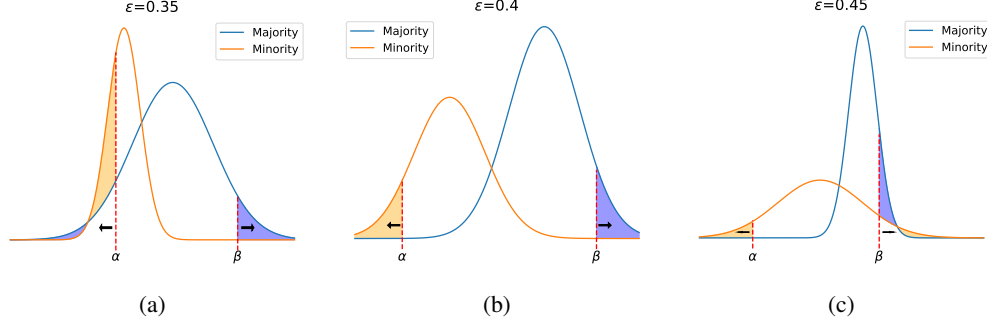 ε=0.35
Majority
Minority
α
β
(a)
ε=0.4
Majority
Minority
α
β
(b)
ε=0.45
Majority
Minority
α
β
(c)